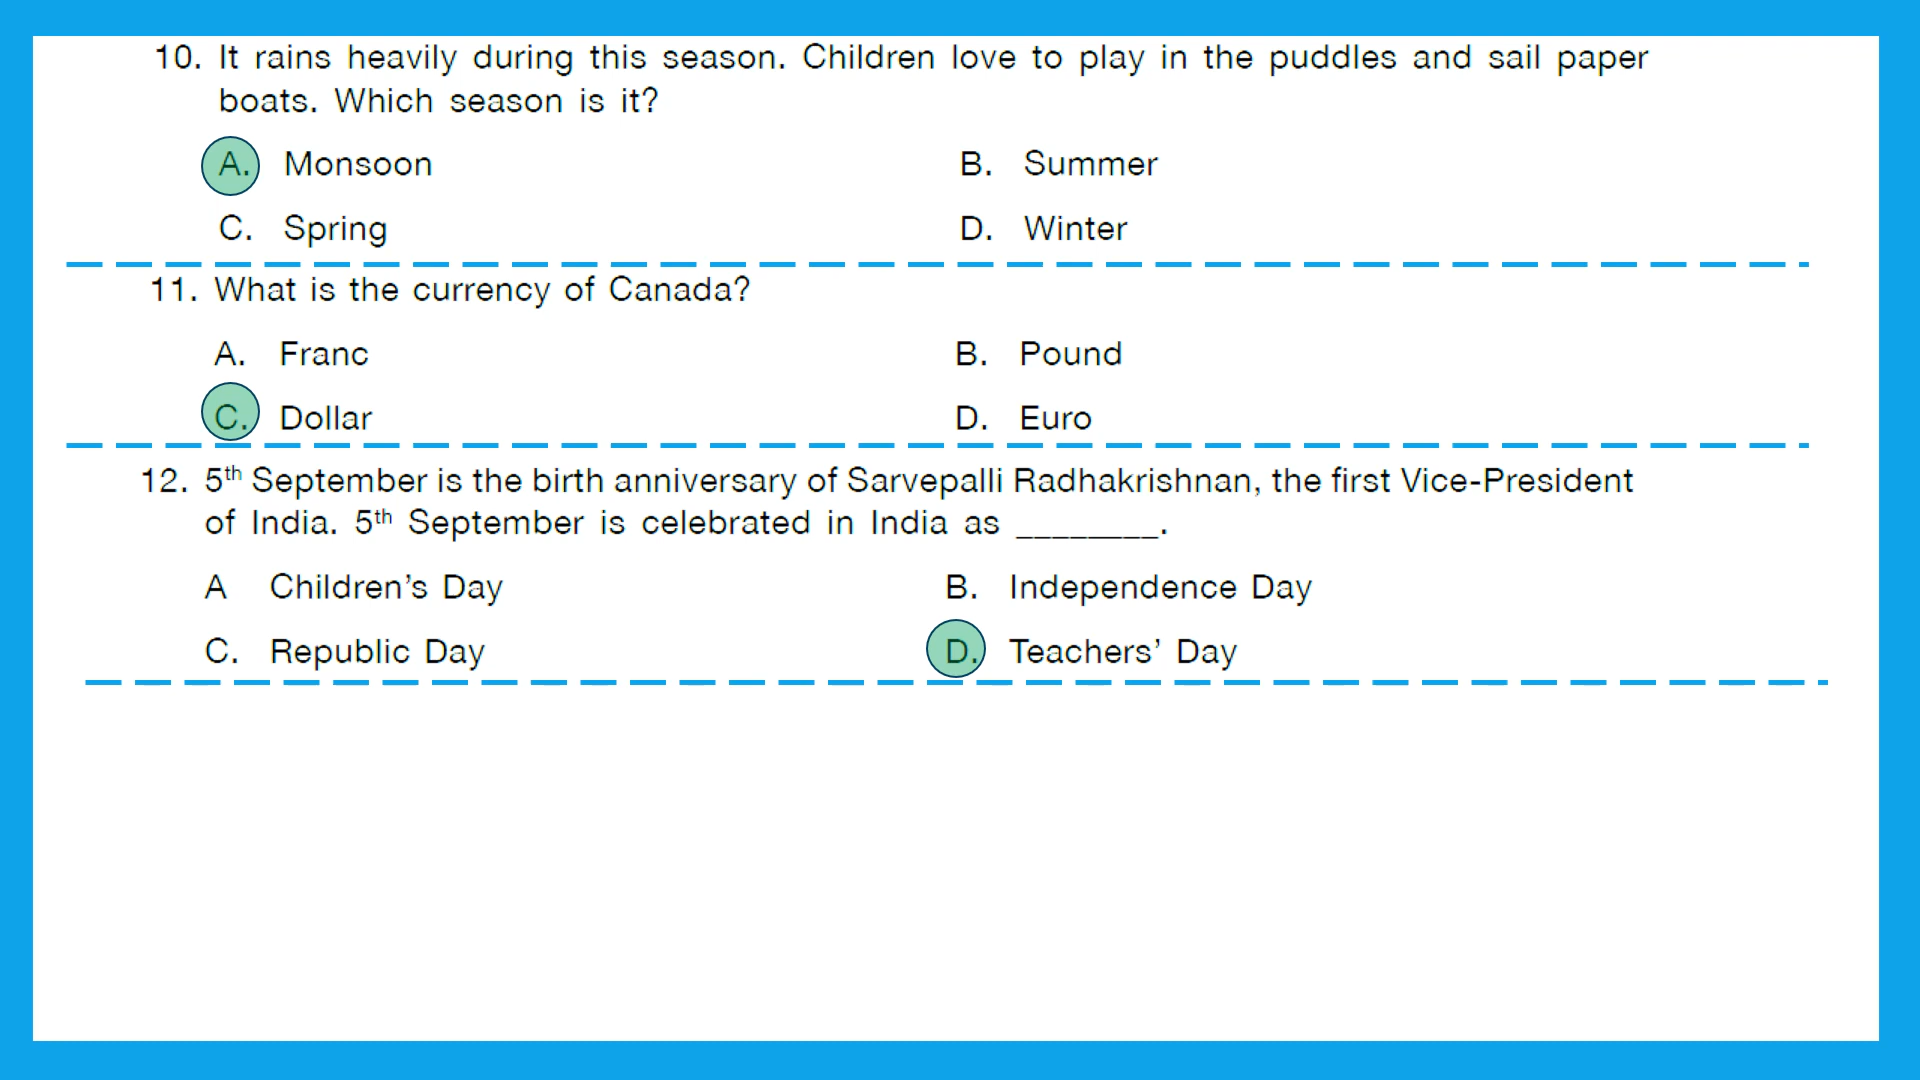 10. It rains heavily during this season. Children love to play in the puddles and sail paper
boats. Which season is it?
A. Monsoon B. Summer
C. Spring D. Winter
11. What is the currency of Canada?
A. Franc B. Pound
C. Dollar D. Euro
12. 5th September is the birth anniversary of Sarvepalli Radhakrishnan, the first Vice-President
of India. 5th September is celebrated in India as ________.
A Children’s Day B. Independence Day
C. Republic Day D. Teachers’ Day